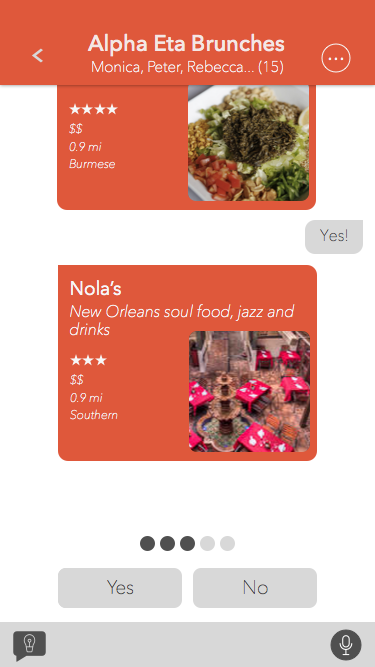 Alpha Eta Brunches
Monica, Peter, Rebecca... (15)
★★★★
$$
0.9 mi
Burmese
Yes!
Nola's
New Orleans soul food, jazz and
drinks
★★★
$$
0.9 mi
Southern
Yes
No